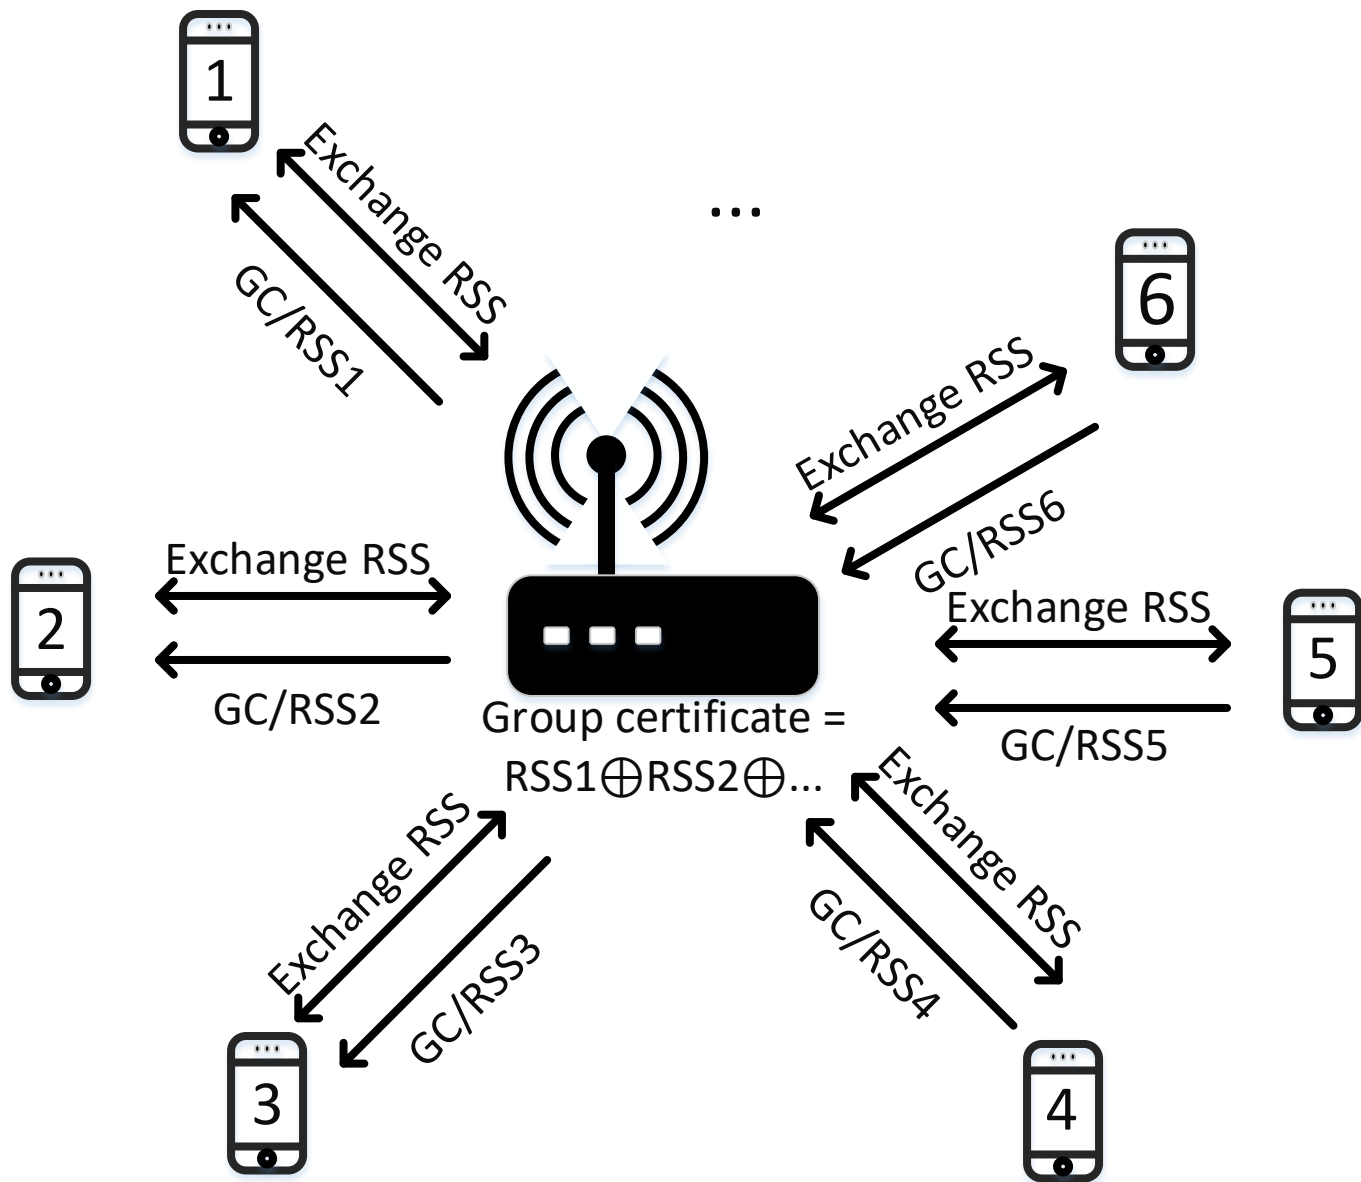 1
Exchange RSS
GC/RSS1
...
6
Exchange RSS
GC/RSS6
2
Exchange RSS
GC/RSS2
Exchange RSS
GC/RSS5
5
Group certificate =
RSS1⊕RSS2⊕...
Exchange RSS
GC/RSS3
3
Exchange RSS
GC/RSS4
4